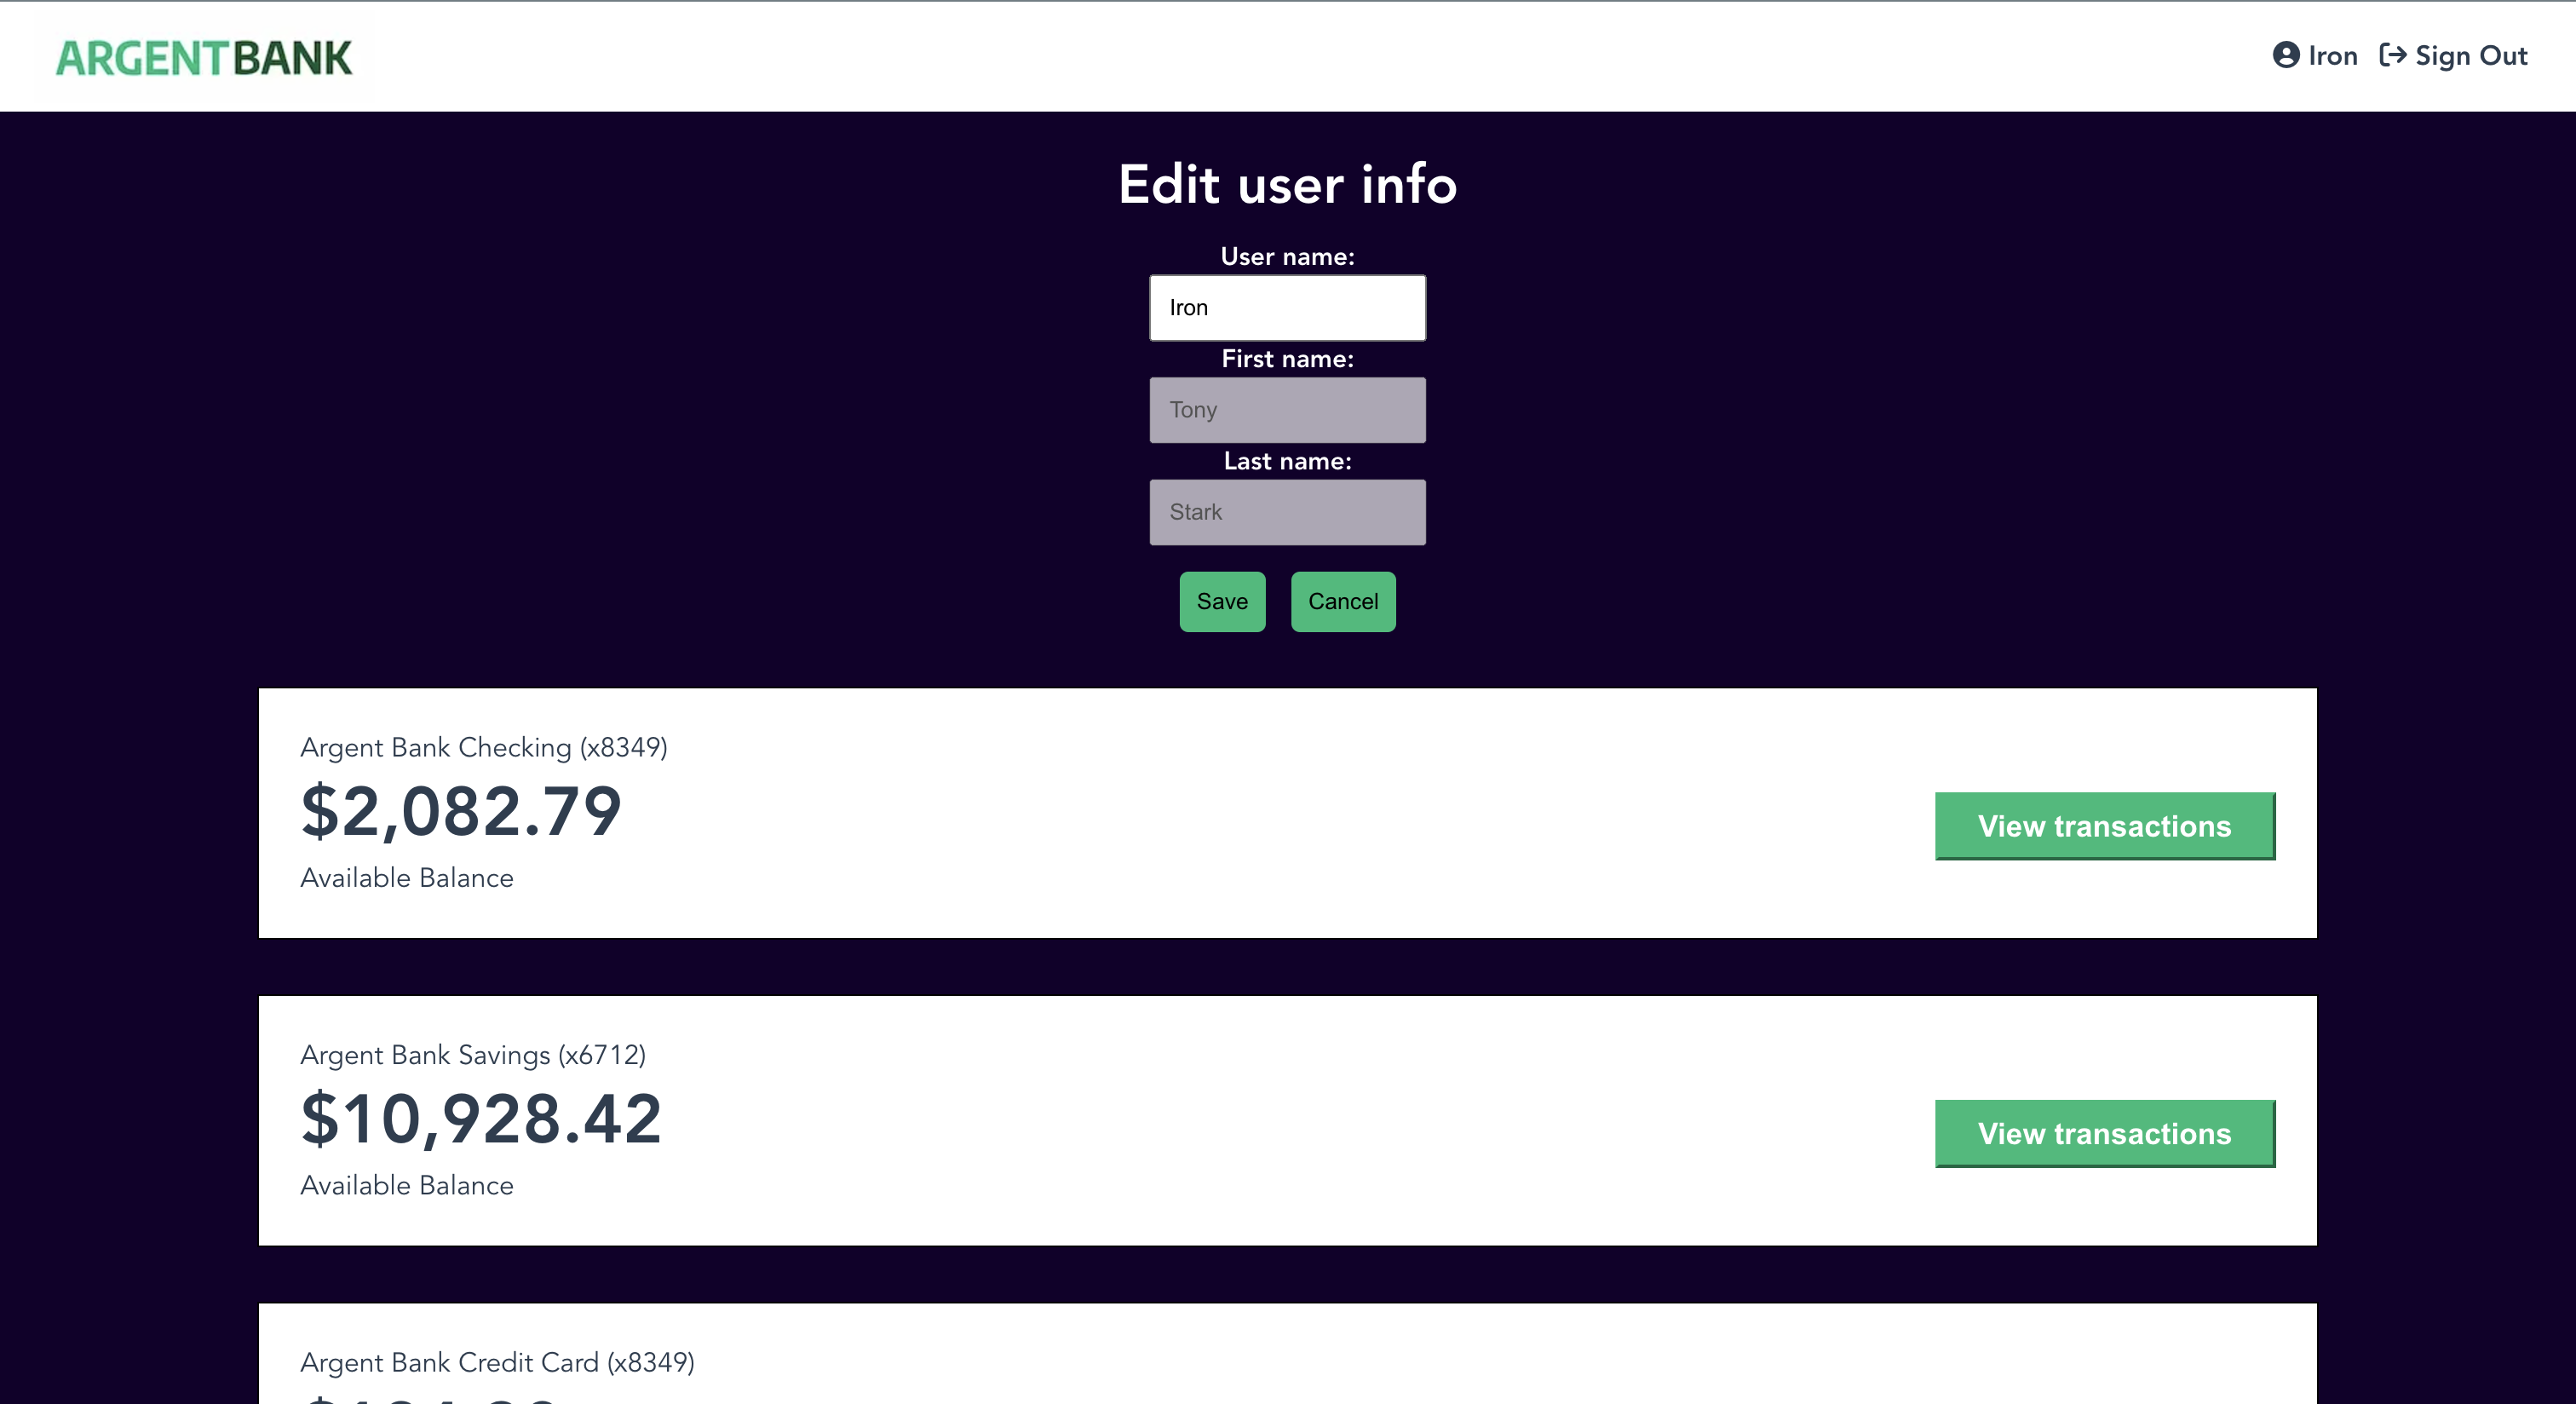 ARGENTBANK
Iron Sign Out
Edit user info
User name:
Iron
First name:
Tony
Last name:
Stark
Save Cancel
Argent Bank Checking (x8349)
$2,082.79
Available Balance
View transactions
Argent Bank Savings (x6712)
$10,928.42
Available Balance
View transactions
Argent Bank Credit Card (x8349)